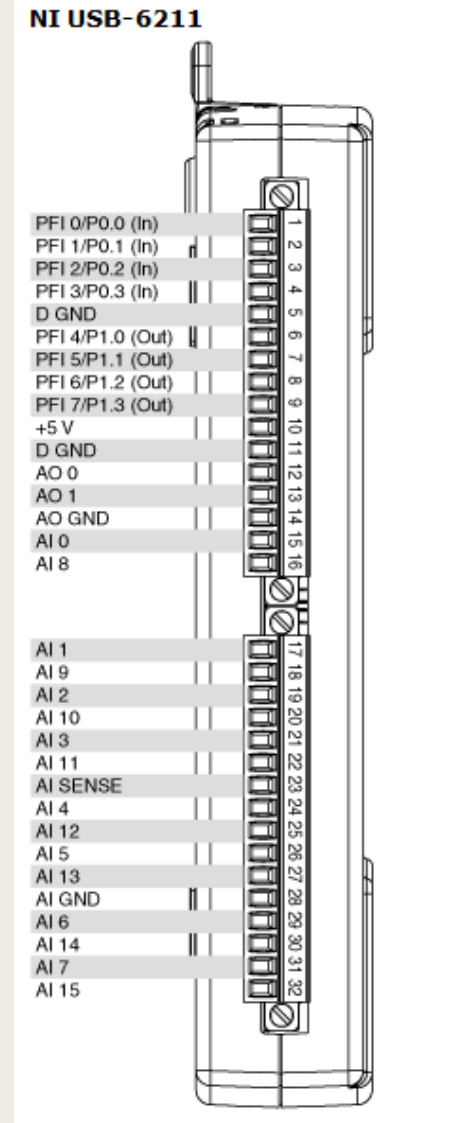 NI USB-6211
PFI 0/P0.0 (In) 1
PFI 1/P0.1 (In) 2
PFI 2/P0.2 (In) 3
PFI 3/P0.3 (In) 4
D GND 5
PFI 4/P1.0 (Out) 6
PFI 5/P1.1 (Out) 7
PFI 6/P1.2 (Out) 8
PFI 7/P1.3 (Out) 9
+5 V 10
D GND 11
AO 0 12
AO 1 13
AO GND 14
AI 0 15
AI 8 16
AI 1 17
AI 9 18
AI 2 19
AI 10 20
AI 3 21
AI 11 22
AI SENSE 23
AI 4 24
AI 12 25
AI 5 26
AI 13 27
AI GND 28
AI 6 29
AI 14 30
AI 7 31
AI 15 32